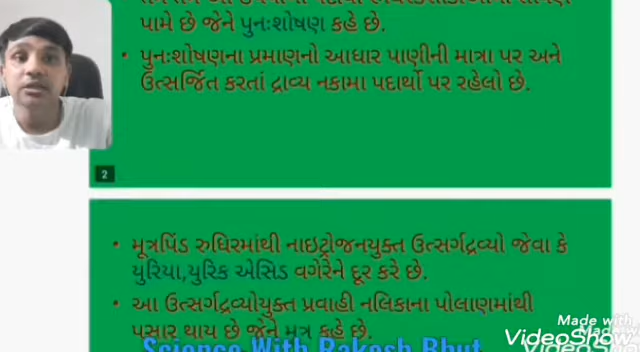 પામે છે જેને પુનઃશોષણ કહે છે.
• પુનઃશોષણના પ્રમાણનો આધાર પાણીની માત્રા પર અને
ઉત્સર્જિત કરતાં દ્રાવ્ય નકામા પદાર્થો પર રહેલો છે.
2
• મૂત્રપિંડ રુધિરમાંથી નાઇટ્રોજનયુક્ત ઉત્સર્ગદ્રવ્યો જેવા કે
યુરિયા,યુરિક એસિડ વગેરેને દૂર કરે છે.
• આ ઉત્સર્ગદ્રવ્યોયુક્ત પ્રવાહી નલિકાના પોલાણમાંથી
પસાર થાય છે જેને મૂત્ર કહે છે.
Science With Rakesh Bhut
Made with
VideoShow